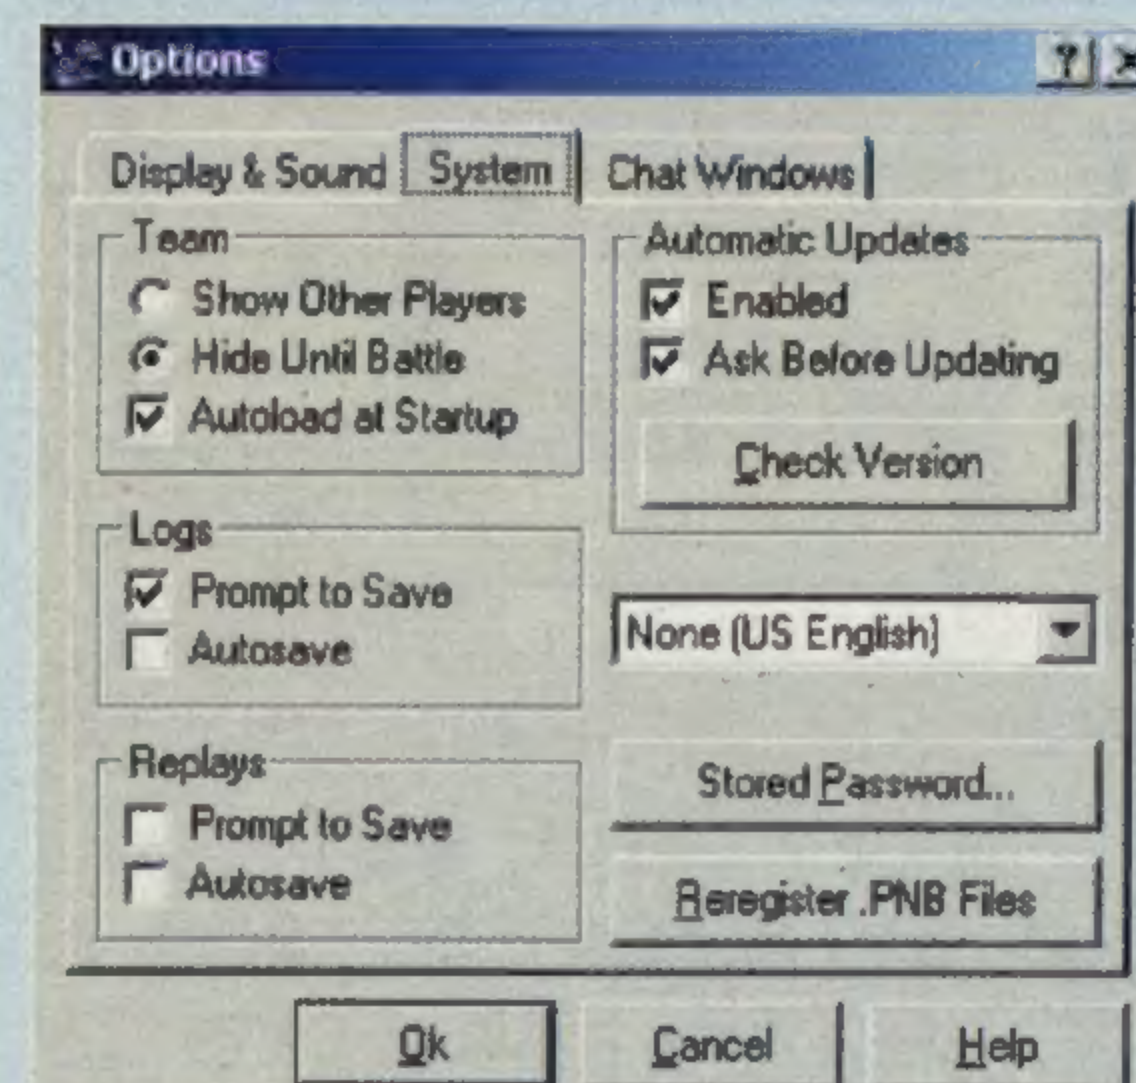 Options
Display & Sound
System
Chat Windows
Team
Show Other Players
Hide Until Battle
Autoload at Startup
Logs
Prompt to Save
Autosave
Replays
Prompt to Save
Autosave
Automatic Updates
Enabled
Ask Before Updating
Check Version
None (US English)
Stored Password...
Reregister .PNB Files
Ok
Cancel
Help